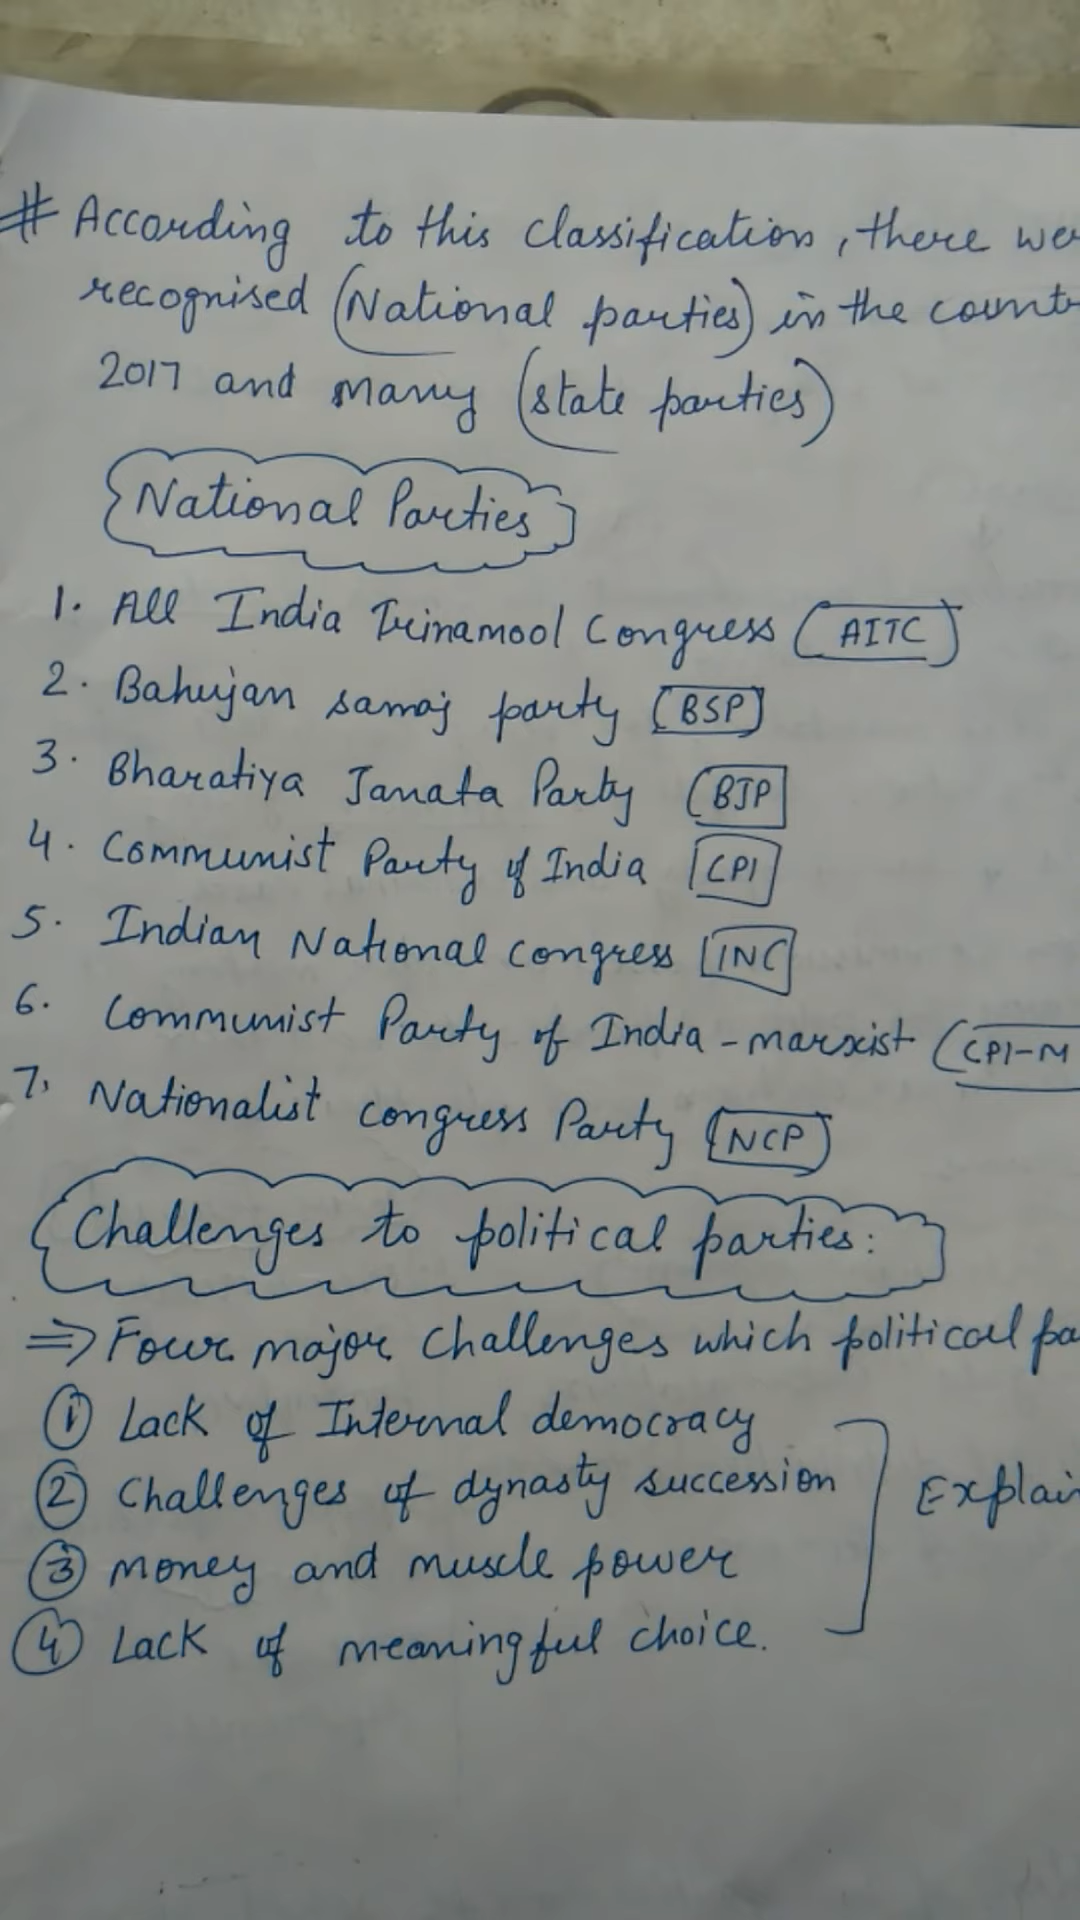 # According to this classification, there we
recognised (National parties) in the count
2017 and many (state parties)
National Parties
1. All India Trinamool Congress (AITC)
2. Bahujan samaj party (BSP)
3. Bharatiya Janata Party (BJP)
4. Communist Party of India [CPI]
5. Indian National congress [INC]
6. Communist Party of India - marxist (CPI-M
7. Nationalist congress Party (NCP)
Challenges to political parties:
⇒ Four major challenges which political pa
① Lack of Internal democracy
② Challenges of dynasty succession
Explain
③ money and muscle power
④ Lack of meaningful choice.